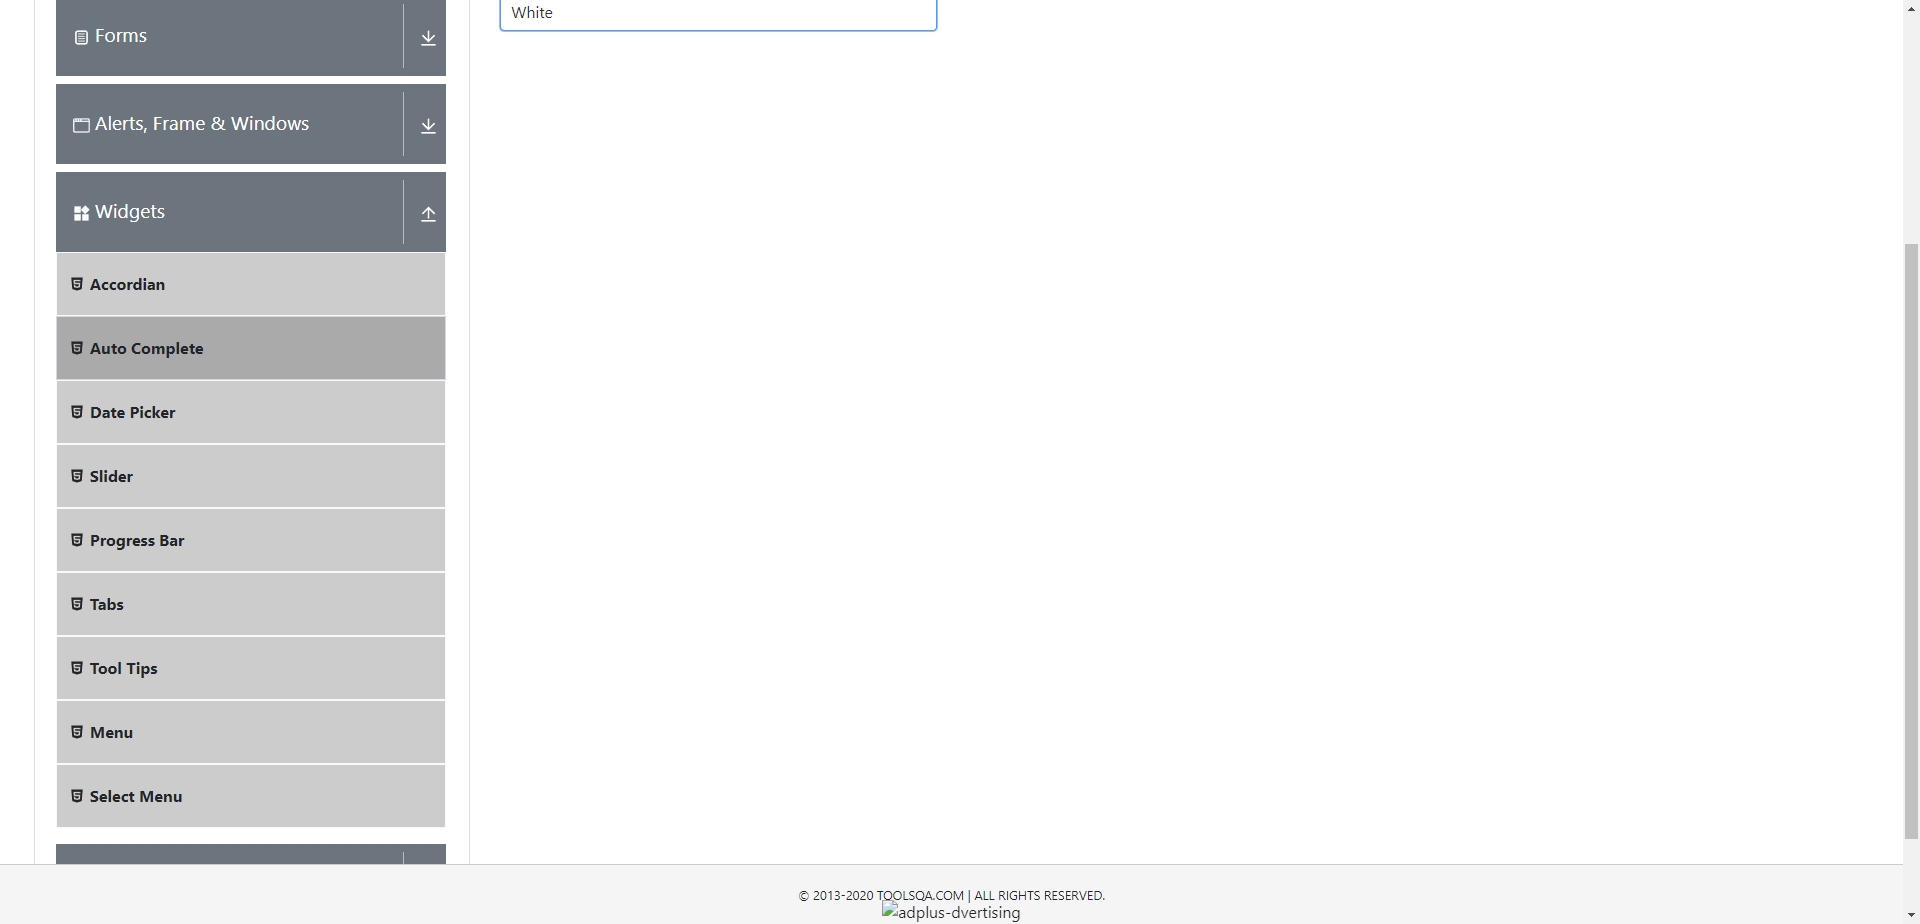 White
Forms
Alerts, Frame & Windows
Widgets
Accordian
Auto Complete
Date Picker
Slider
Progress Bar
Tabs
Tool Tips
Menu
Select Menu
© 2013-2020 TOOLSQA.COM | ALL RIGHTS RESERVED.
adplus-dvertising